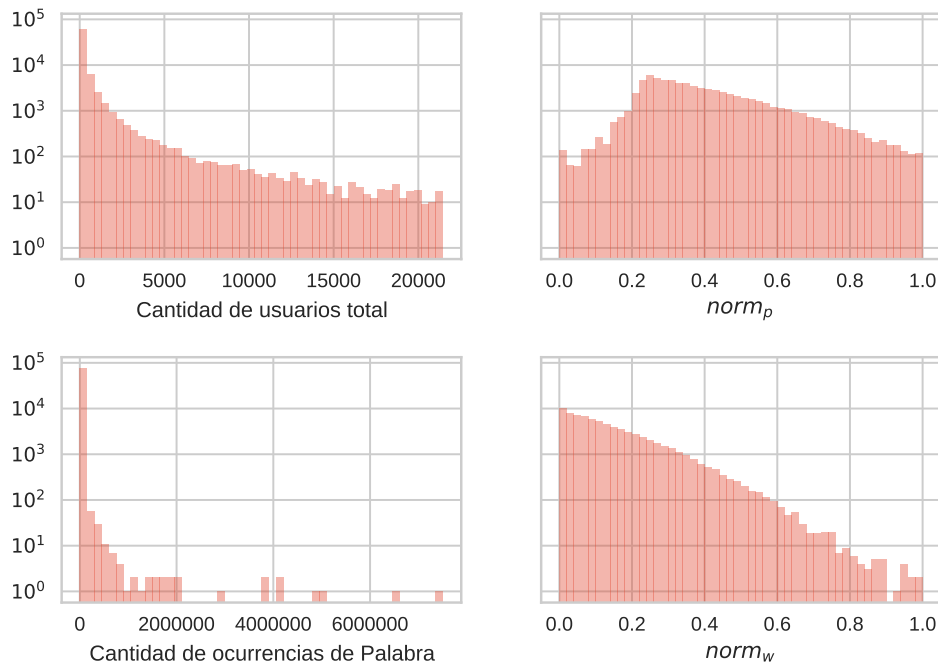 10⁵
10⁴
10³
10²
10¹
10⁰
0 5000 10000 15000 20000
Cantidad de usuarios total
0.0 0.2 0.4 0.6 0.8 1.0
norm_p
10⁵
10⁴
10³
10²
10¹
10⁰
0 2000000 4000000 6000000
Cantidad de ocurrencias de Palabra
0.0 0.2 0.4 0.6 0.8 1.0
norm_w